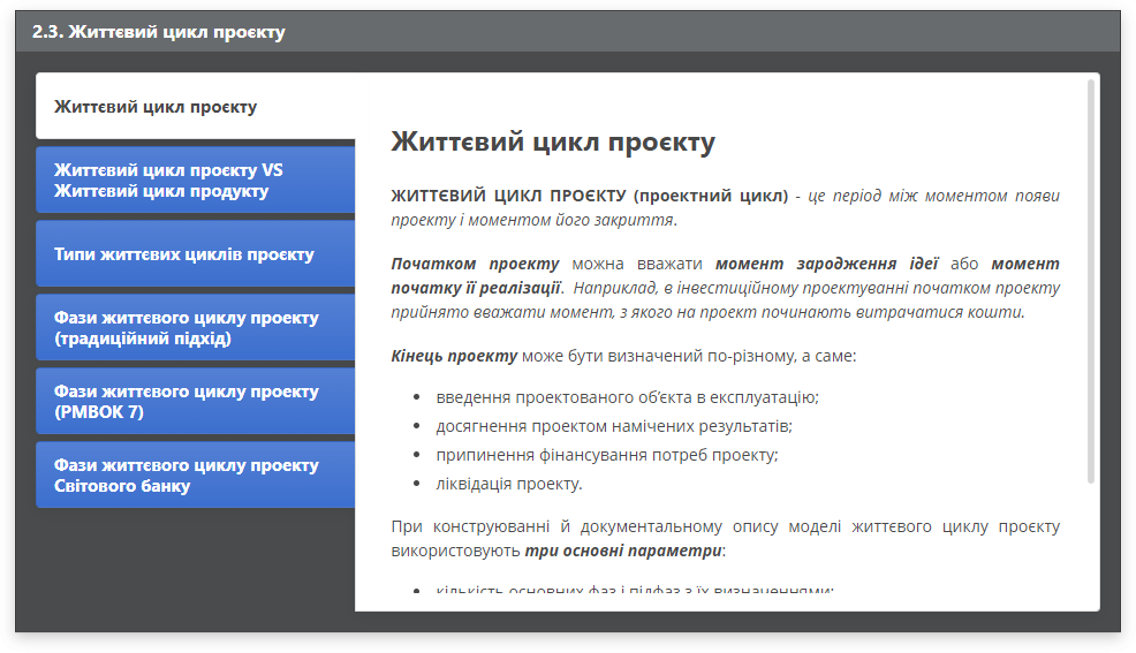 2.3. Життєвий цикл проєкту
Життєвий цикл проєкту
Життєвий цикл проєкту VS
Життєвий цикл продукту
Типи життєвих циклів проєкту
Фази життєвого циклу проекту
(традиційний підхід)
Фази життєвого циклу проекту
(PMBOK 7)
Фази життєвого циклу проекту
Світового банку
Життєвий цикл проєкту
ЖИТТЄВИЙ ЦИКЛ ПРОЄКТУ (проектний цикл) - це період між моментом появи
проекту і моментом його закриття.
Початком проекту можна вважати момент зародження ідеї або момент
початку її реалізації. Наприклад, в інвестиційному проектуванні початком проекту
прийнято вважати момент, з якого на проект починають витрачатися кошти.
Кінець проекту може бути визначений по-різному, а саме:
• введення проектованого об’єкта в експлуатацію;
• досягнення проектом намічених результатів;
• припинення фінансування потреб проекту;
• ліквідація проекту.
При конструюванні й документальному опису моделі життєвого циклу проєкту
використовують три основні параметри:
• кількість основних фаз і підфаз з їх визначеннями;